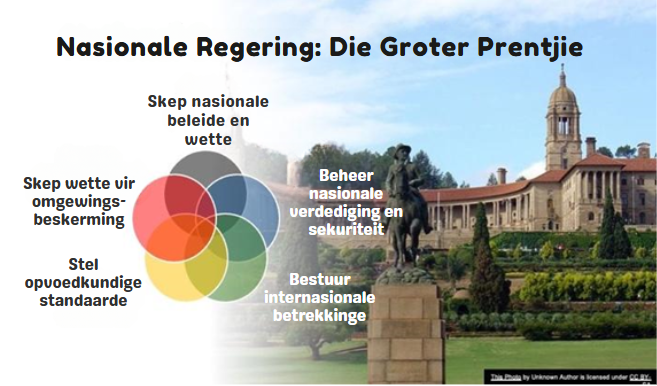 Nasionale Regering: Die Groter Prentjie
Skep nasionale
beleide en
wette
Beheer
nasionale
verdediging en
sekuriteit
Bestuur
internasionale
betrekkinge
Stel
opvoedkundige
standaarde
Skep wette vir
omgewings-
beskerming
This Photo by Unknown Author is licensed under CC BY-